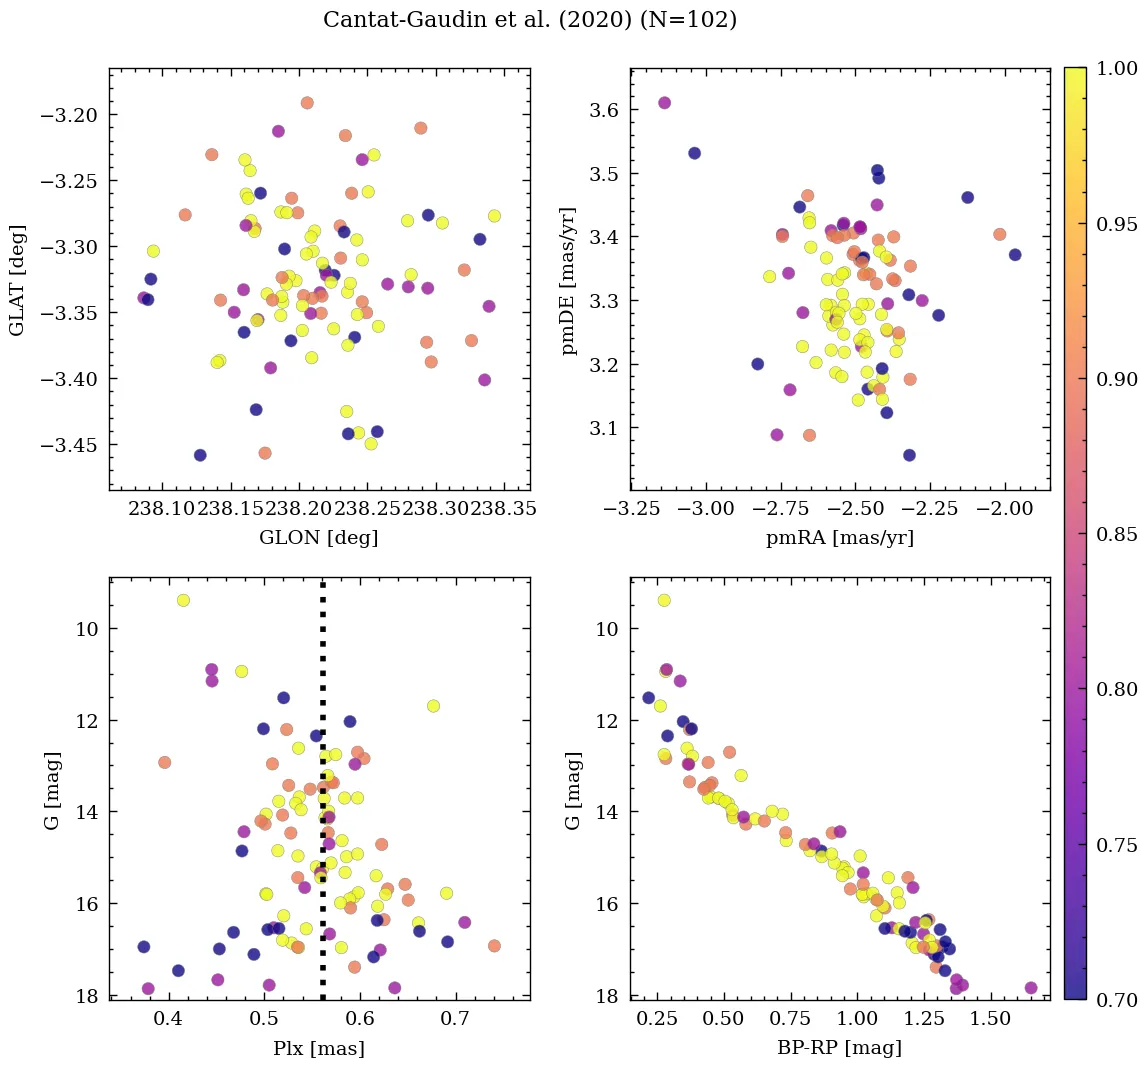 Cantat-Gaudin et al. (2020) (N=102)
−3.20
−3.25
−3.30
−3.35
−3.40
−3.45
GLAT [deg]
238.10 238.15 238.20 238.25 238.30 238.35
GLON [deg]
3.6
3.5
3.4
3.3
3.2
3.1
pmDE [mas/yr]
−3.25 −3.00 −2.75 −2.50 −2.25 −2.00
pmRA [mas/yr]
10
12
14
16
18
G [mag]
0.4 0.5 0.6 0.7
Plx [mas]
10
12
14
16
18
G [mag]
0.25 0.50 0.75 1.00 1.25 1.50
BP-RP [mag]
1.00
0.95
0.90
0.85
0.80
0.75
0.70